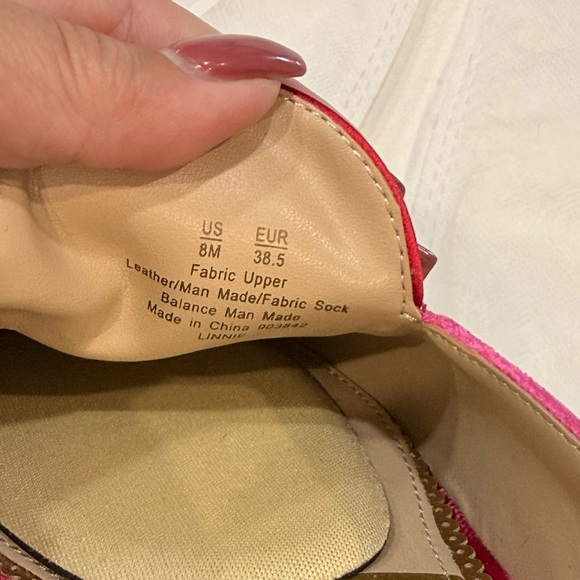 US EUR
8M 38.5
Fabric Upper
Leather/Man Made/Fabric Sock
Balance Man Made
Made in China 903842
LINNIE